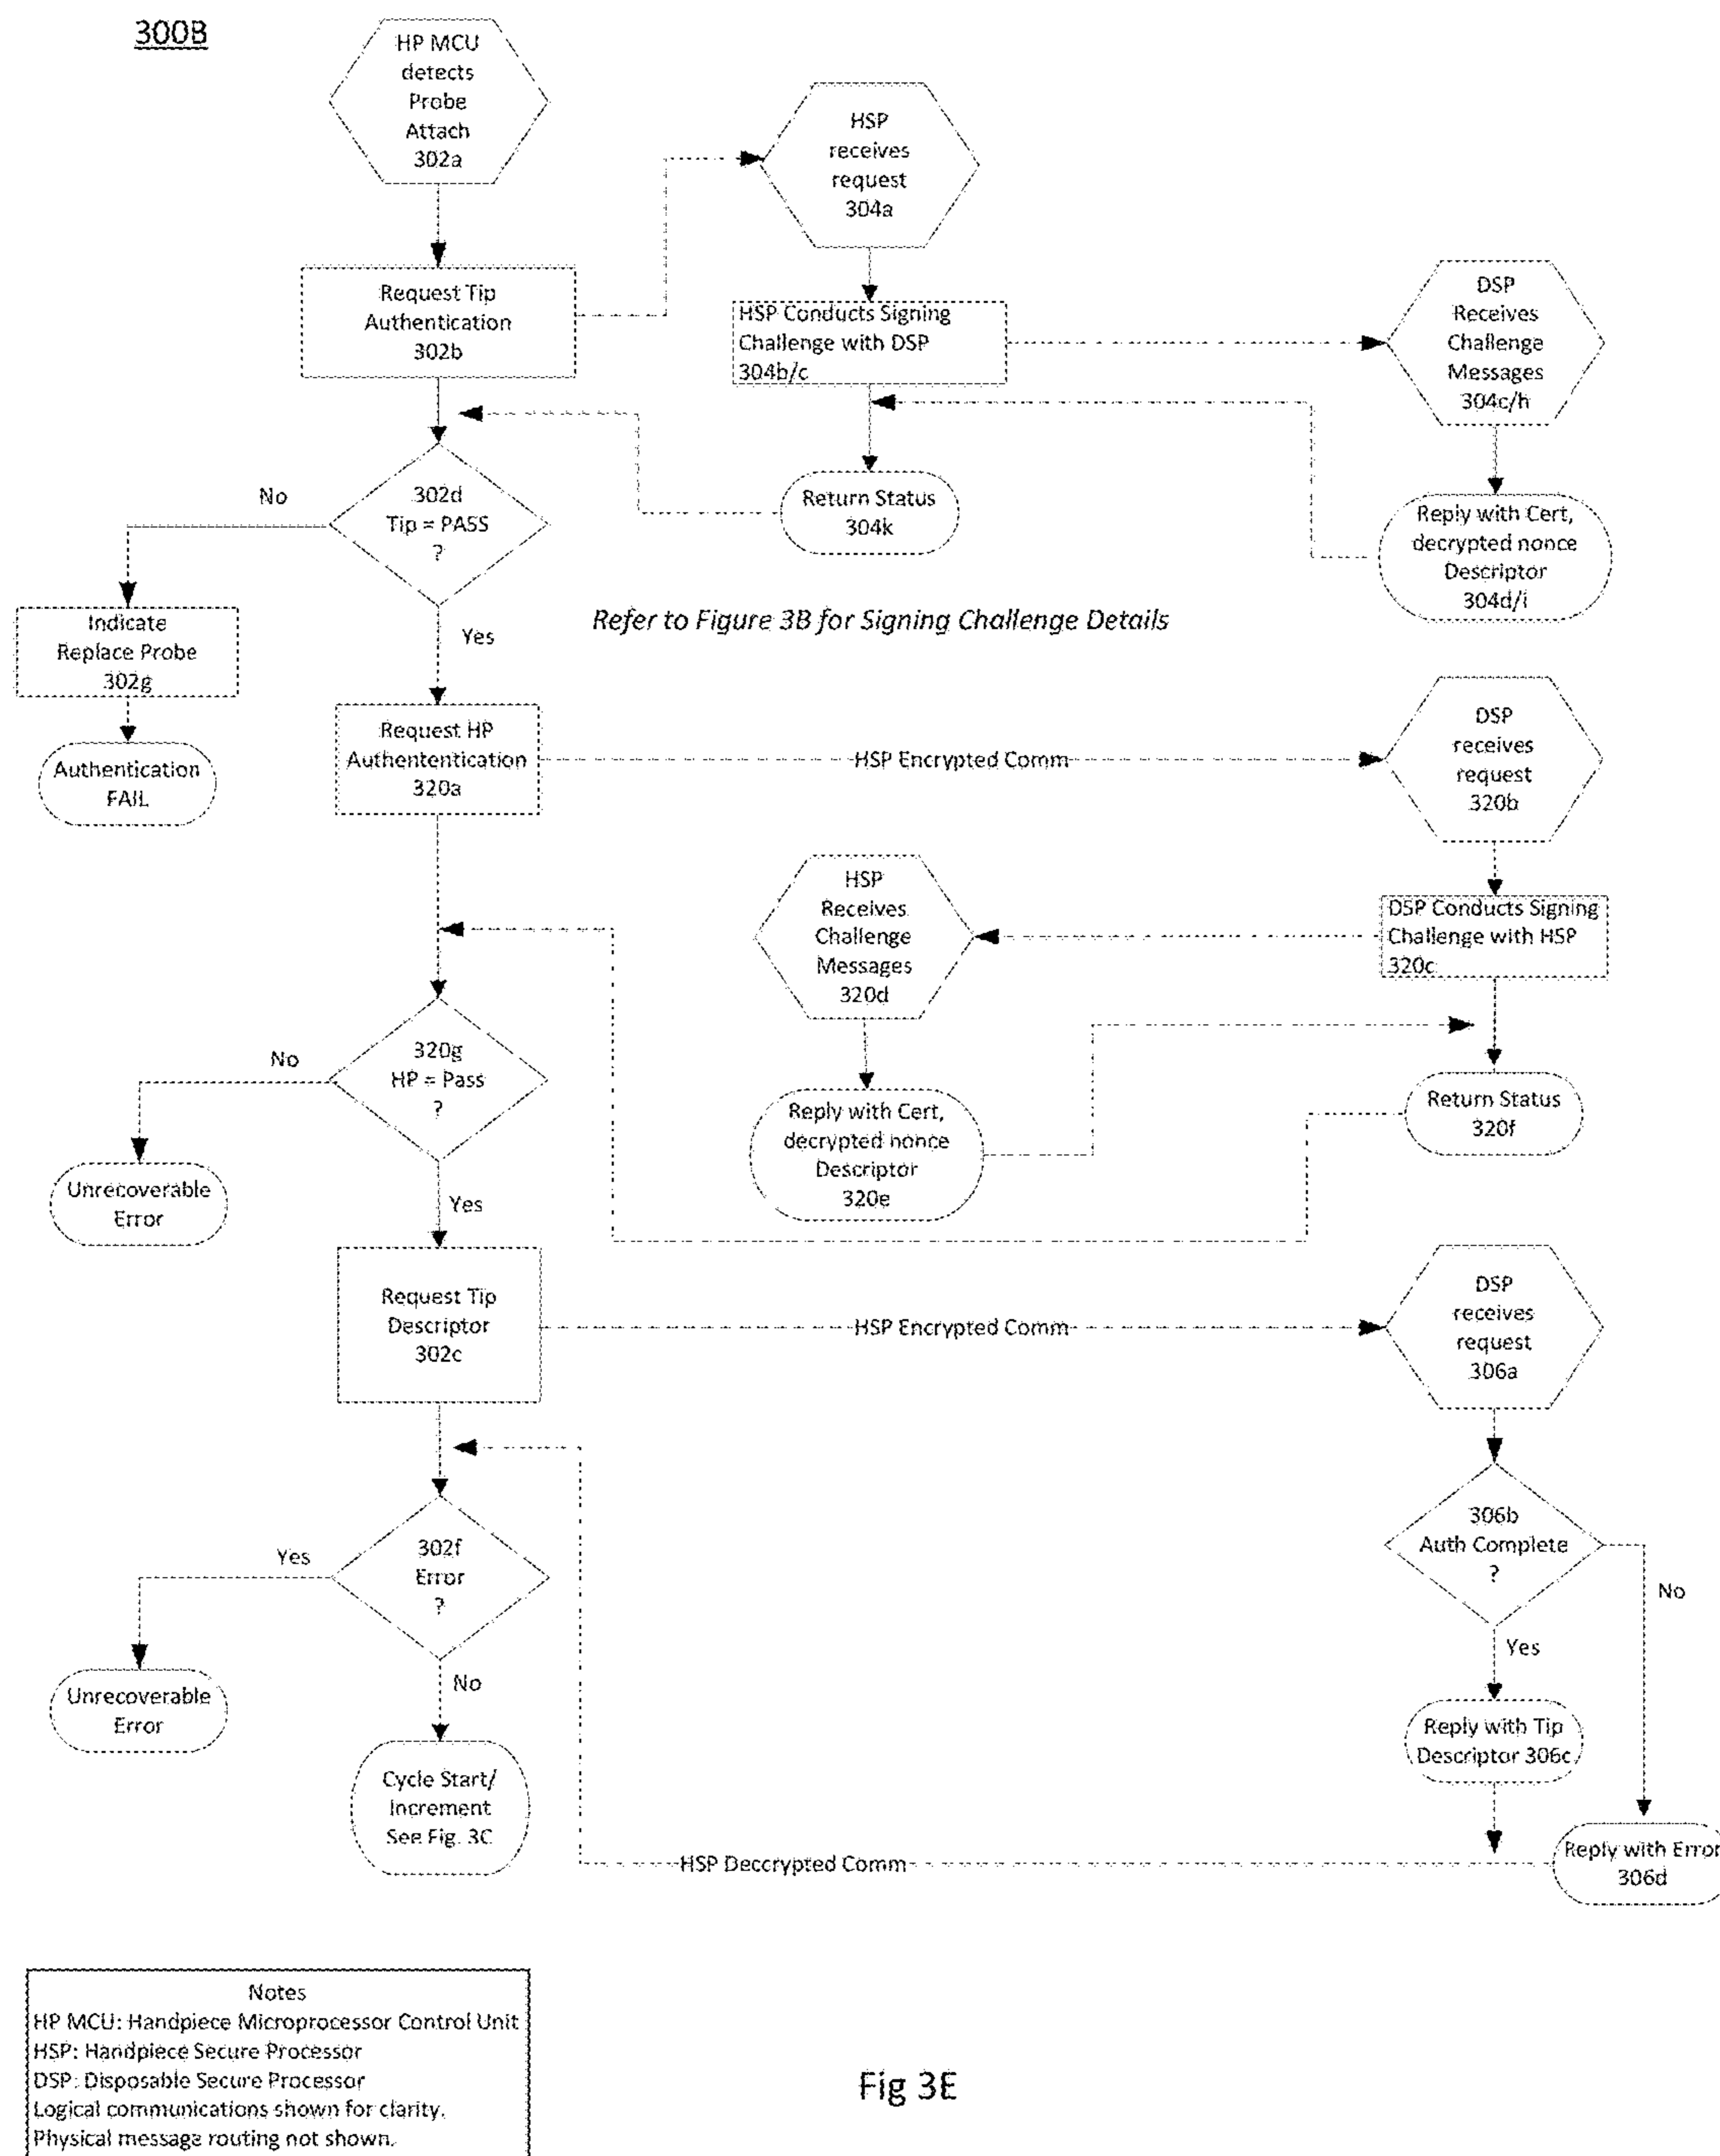 300B
HP MCU
detects
Probe
Attach
302a
HSP
receives
request
304a
Request Tip
Authentication
302b
HSP Conducts Signing
Challenge with DSP
304b/c
DSP
Receives
Challenge
Messages
304c/h
No
302d
Tip = PASS
?
Return Status
304k
Reply with Cert,
decrypted nonce
Descriptor
304d/i
Indicate
Replace Probe
302g
Yes
Refer to Figure 3B for Signing Challenge Details
Authentication
FAIL
Request HP
Authententication
320a
HSP Encrypted Comm
DSP
receives
request
320b
HSP
Receives
Challenge
Messages
320d
DSP Conducts Signing
Challenge with HSP
320c
No
320g
HP = Pass
?
Reply with Cert,
decrypted nonce
Descriptor
320e
Return Status
320f
Unrecoverable
Error
Yes
Request Tip
Descriptor
302c
HSP Encrypted Comm
DSP
receives
request
306a
Yes
302f
Error
?
306b
Auth Complete
?
No
Yes
Unrecoverable
Error
No
Reply with Tip
Descriptor 306c
Cycle Start/
Increment
See Fig. 3C
HSP Deccrypted Comm
Reply with Error
306d
Notes
HP MCU: Handpiece Microprocessor Control Unit
HSP: Handpiece Secure Processor
DSP: Disposable Secure Processor
Logical communications shown for clarity.
Physical message routing not shown.
Fig 3E